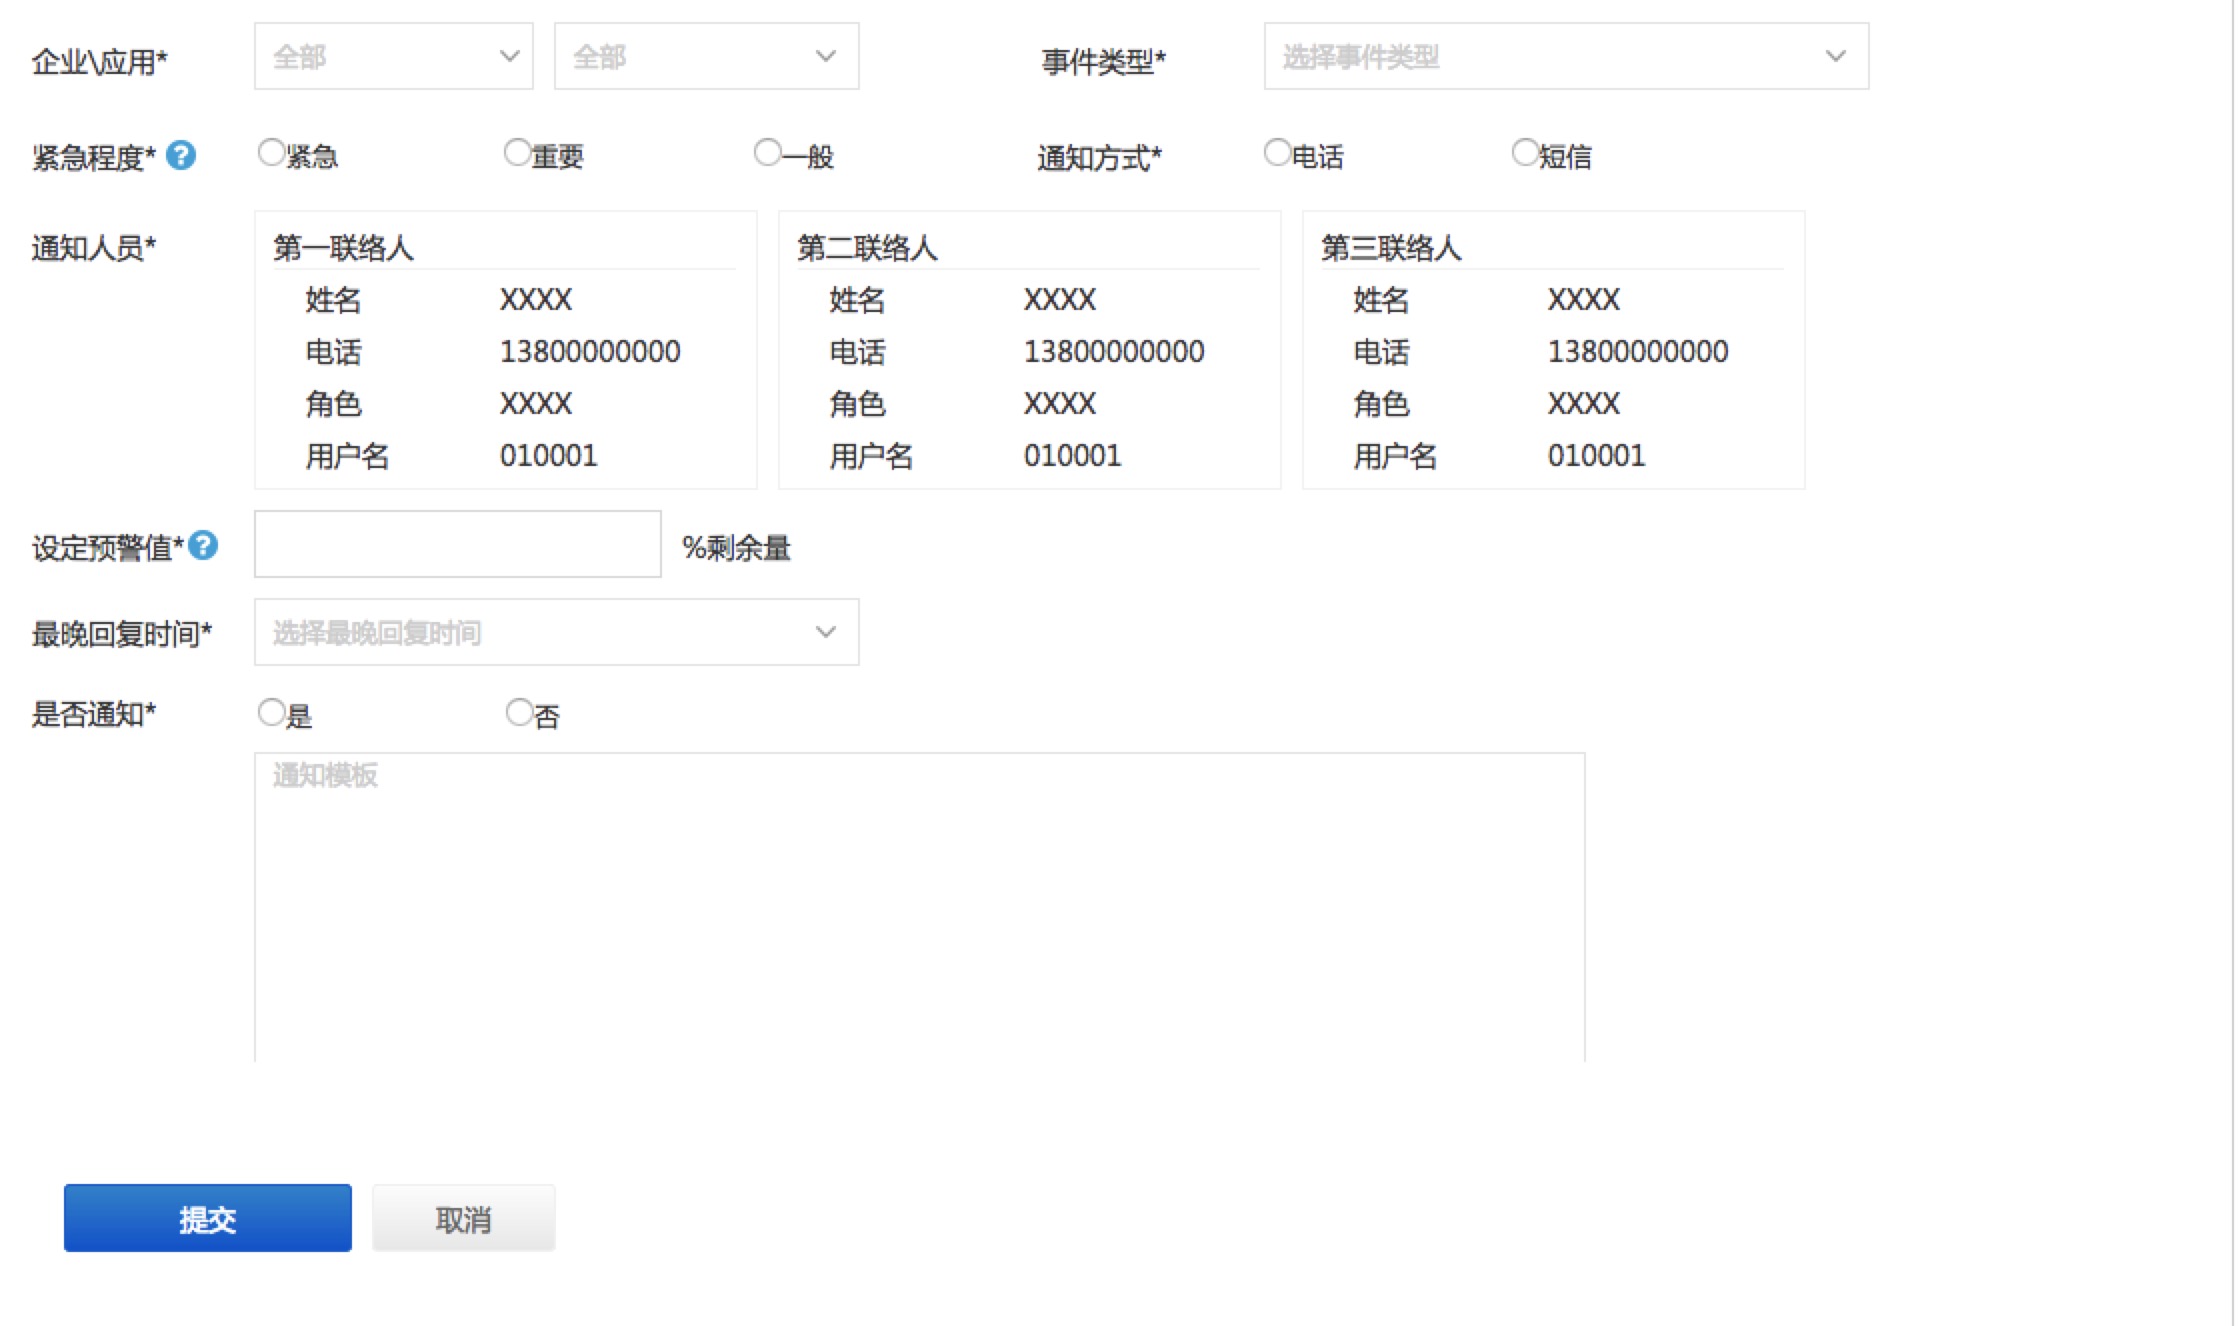 企业\应用* 全部 全部 事件类型* 选择事件类型
紧急程度* ? 紧急 重要 一般 通知方式* 电话 短信
通知人员* 第一联络人 第二联络人 第三联络人
姓名 XXXX 姓名 XXXX 姓名 XXXX
电话 13800000000 电话 13800000000 电话 13800000000
角色 XXXX 角色 XXXX 角色 XXXX
用户名 010001 用户名 010001 用户名 010001
设定预警值* ? %剩余量
最晚回复时间* 选择最晚回复时间
是否通知* 是 否
通知模板
提交 取消